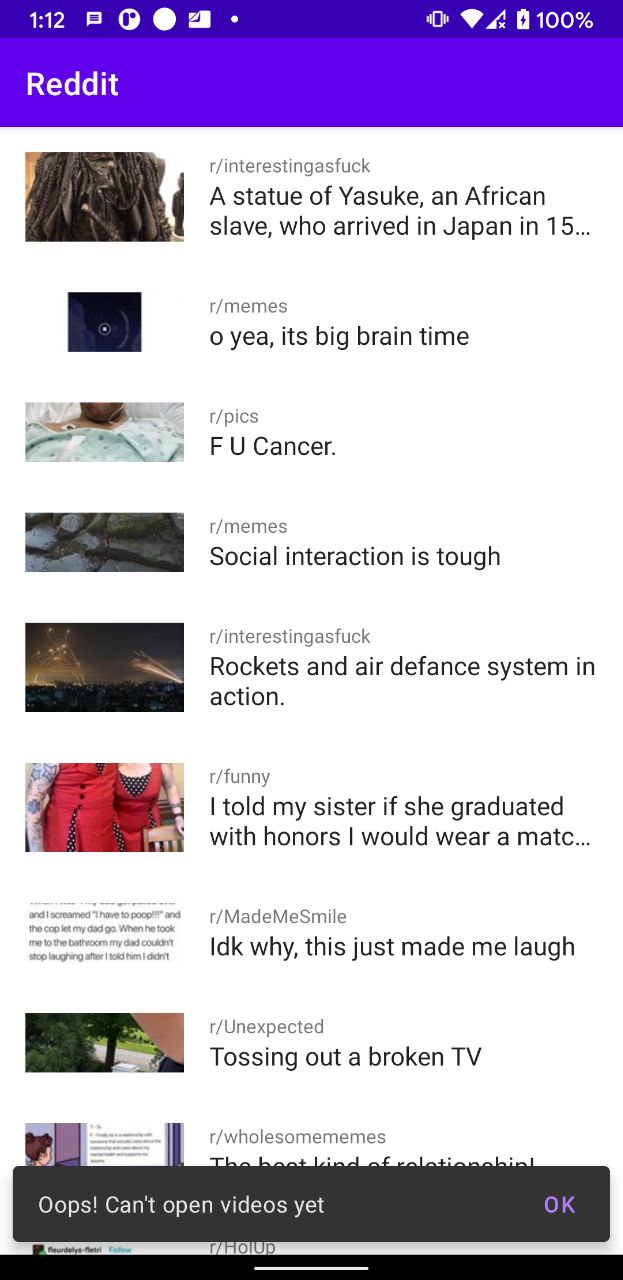 1:12
100%
Reddit
r/interestingasfuck
A statue of Yasuke, an African
slave, who arrived in Japan in 15…
r/memes
o yea, its big brain time
r/pics
F U Cancer.
r/memes
Social interaction is tough
r/interestingasfuck
Rockets and air defance system in
action.
r/funny
I told my sister if she graduated
with honors I would wear a matc…
and I screamed "I have to poop!!!" and
the cop let my dad go. When he took
me to the bathroom my dad couldn't
stop laughing after I told him I didn't
r/MadeMeSmile
Idk why, this just made me laugh
r/Unexpected
Tossing out a broken TV
r/wholesomememes
The best kind of relationship!
Oops! Can't open videos yet
OK
fleurdelys-fletri Follow
r/HolUp